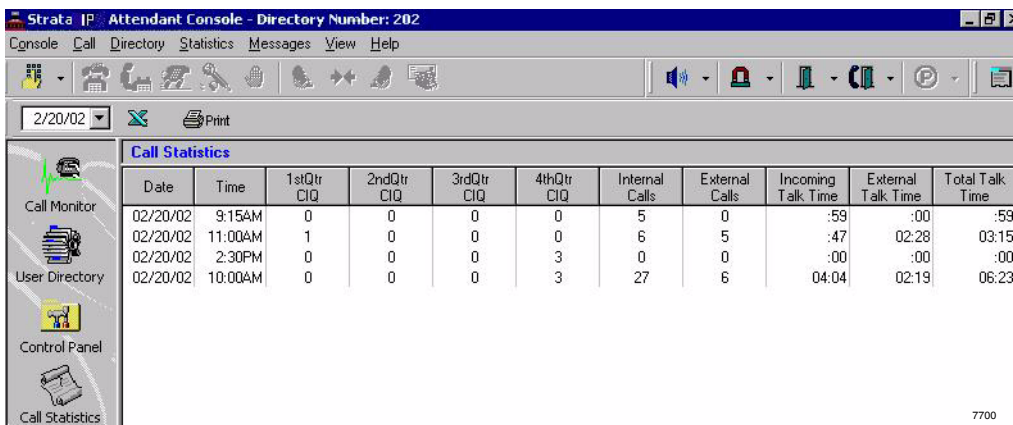 Strata IP Attendant Console - Directory Number: 202
Console Call Directory Statistics Messages View Help
2/20/02 Print
Call Statistics
Date Time 1stQtr CIQ 2ndQtr CIQ 3rdQtr CIQ 4thQtr CIQ Internal Calls External Calls Incoming Talk Time External Talk Time Total Talk Time
02/20/02 9:15AM 0 0 0 0 5 0 :59 :00 :59
02/20/02 11:00AM 1 0 0 0 6 5 :47 02:28 03:15
02/20/02 2:30PM 0 0 0 3 0 0 :00 :00 :00
02/20/02 10:00AM 0 0 0 3 27 6 04:04 02:19 06:23
Call Monitor
User Directory
Control Panel
Call Statistics
7700